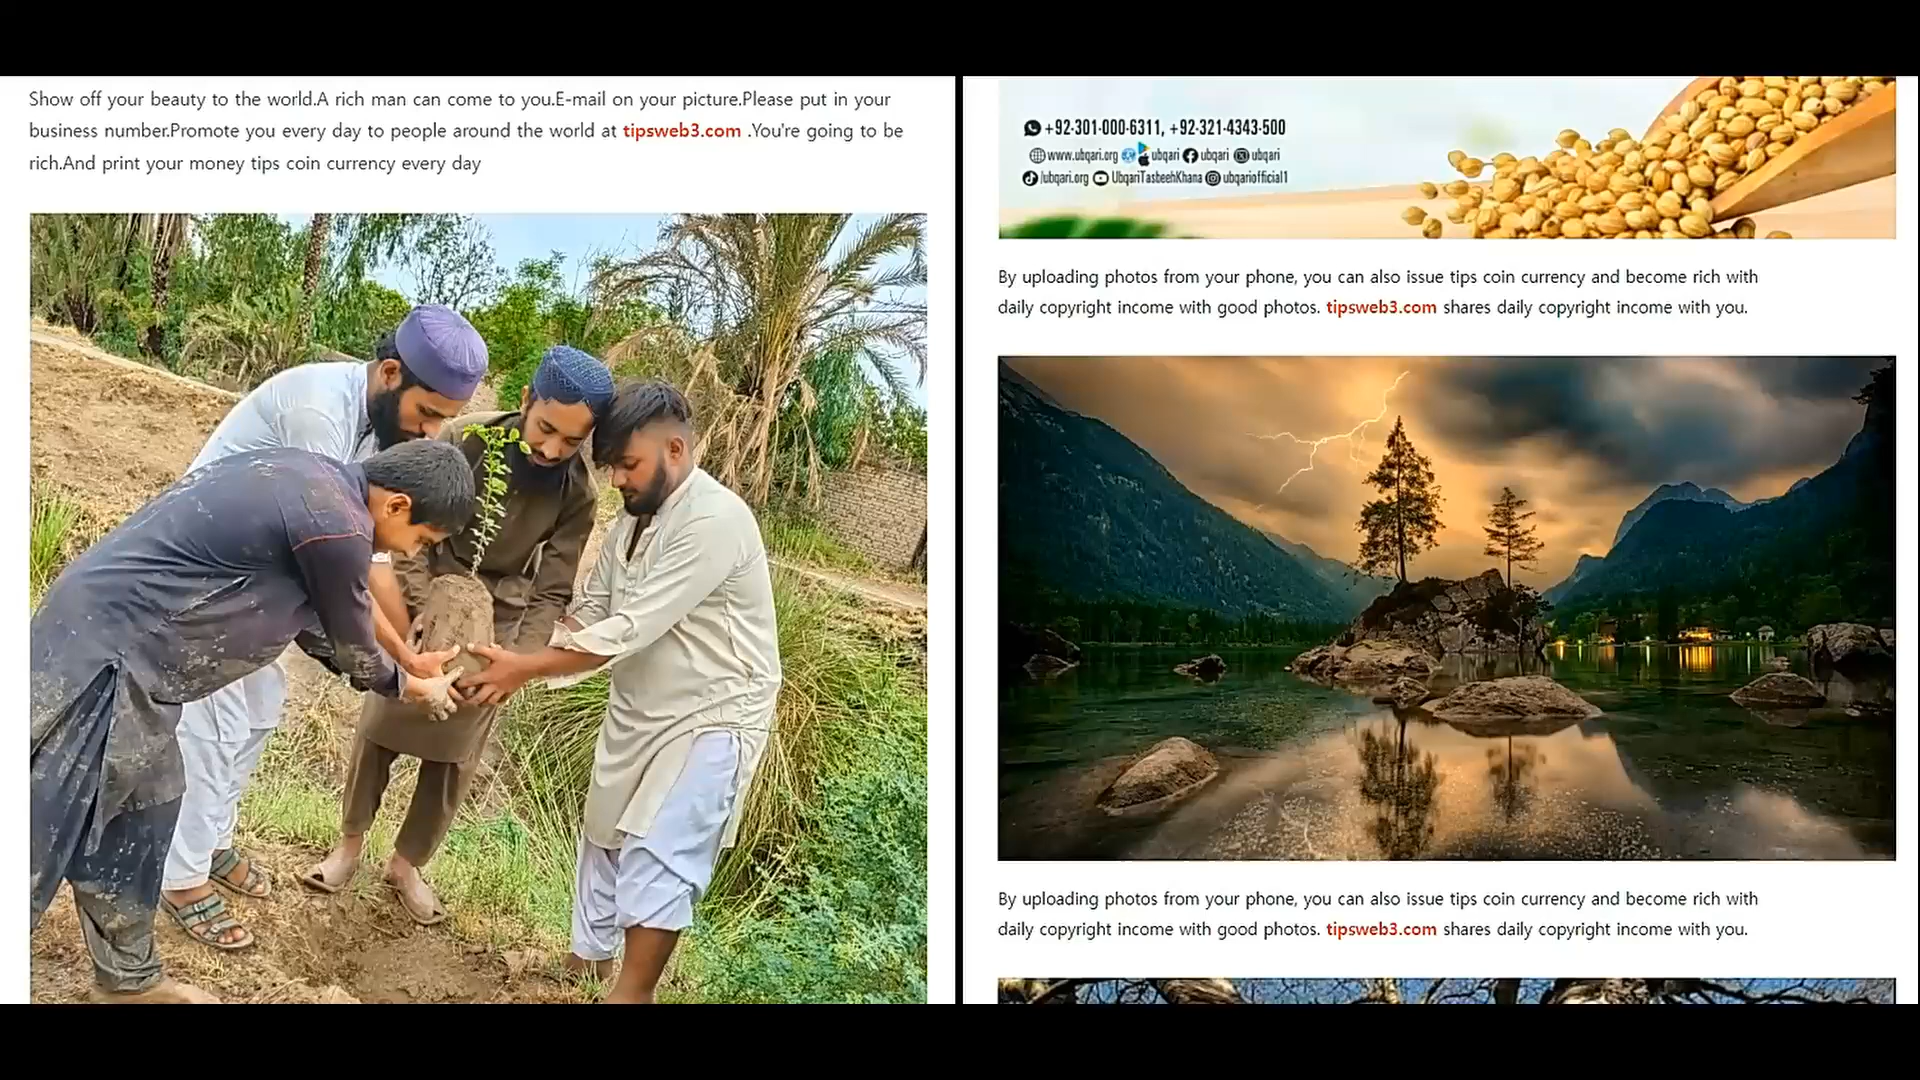 Show off your beauty to the world.A rich man can come to you.E-mail on your picture.Please put in your
business number.Promote you every day to people around the world at tipsweb3.com .You're going to be
rich.And print your money tips coin currency every day
+92-301-000-6311, +92-321-4343-500
www.ubqari.org ubqari ubqari ubqari
/ubqari.org UbqariTasbeehKhana ubqariofficial1
By uploading photos from your phone, you can also issue tips coin currency and become rich with
daily copyright income with good photos. tipsweb3.com shares daily copyright income with you.
By uploading photos from your phone, you can also issue tips coin currency and become rich with
daily copyright income with good photos. tipsweb3.com shares daily copyright income with you.